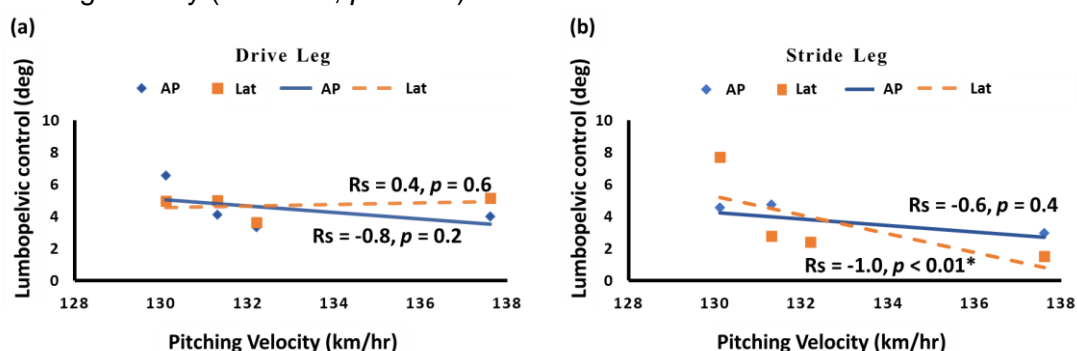 (a)
Drive Leg
AP Lat AP Lat
Lumbopelvic control (deg)
10
8
6
4
2
0
Rs = 0.4, p = 0.6
Rs = -0.8, p = 0.2
128 130 132 134 136 138
Pitching Velocity (km/hr)
(b)
Stride Leg
AP Lat AP Lat
Lumbopelvic control (deg)
10
8
6
4
2
0
Rs = -0.6, p = 0.4
Rs = -1.0, p < 0.01*
128 130 132 134 136 138
Pitching Velocity (km/hr)